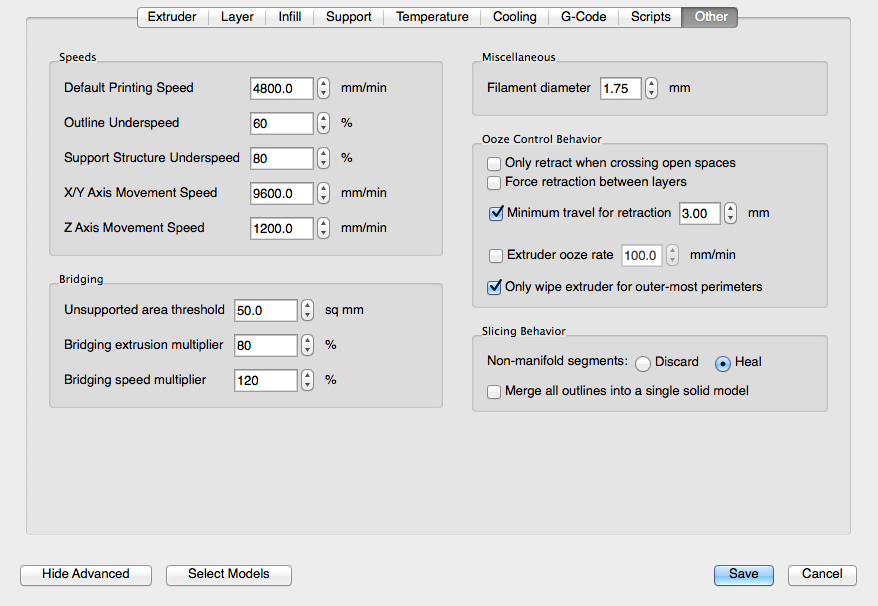 Extruder Layer Infill Support Temperature Cooling G-Code Scripts Other
Speeds
Default Printing Speed 4800.0 mm/min
Outline Underspeed 60 %
Support Structure Underspeed 80 %
X/Y Axis Movement Speed 9600.0 mm/min
Z Axis Movement Speed 1200.0 mm/min
Bridging
Unsupported area threshold 50.0 sq mm
Bridging extrusion multiplier 80 %
Bridging speed multiplier 120 %
Miscellaneous
Filament diameter 1.75 mm
Ooze Control Behavior
Only retract when crossing open spaces
Force retraction between layers
Minimum travel for retraction 3.00 mm
Extruder ooze rate 100.0 mm/min
Only wipe extruder for outer-most perimeters
Slicing Behavior
Non-manifold segments: Discard Heal
Merge all outlines into a single solid model
Hide Advanced Select Models Save Cancel